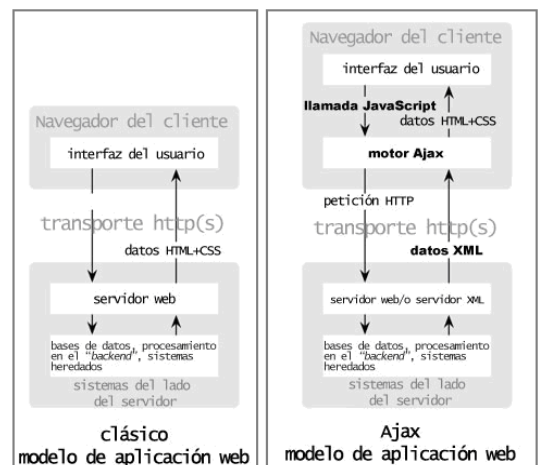 Navegador del cliente
interfaz del usuario
transporte http(s)
datos HTML+CSS
servidor web
bases de datos, procesamiento
en el "backend", sistemas
heredados
sistemas del lado
del servidor
clásico
modelo de aplicación web
Navegador del cliente
interfaz del usuario
llamada JavaScript
datos HTML+CSS
motor Ajax
petición HTTP
transporte http(s)
datos XML
servidor web/o servidor XML
bases de datos, procesamiento
en el "backend", sistemas
heredados
sistemas del lado
del servidor
Ajax
modelo de aplicación web